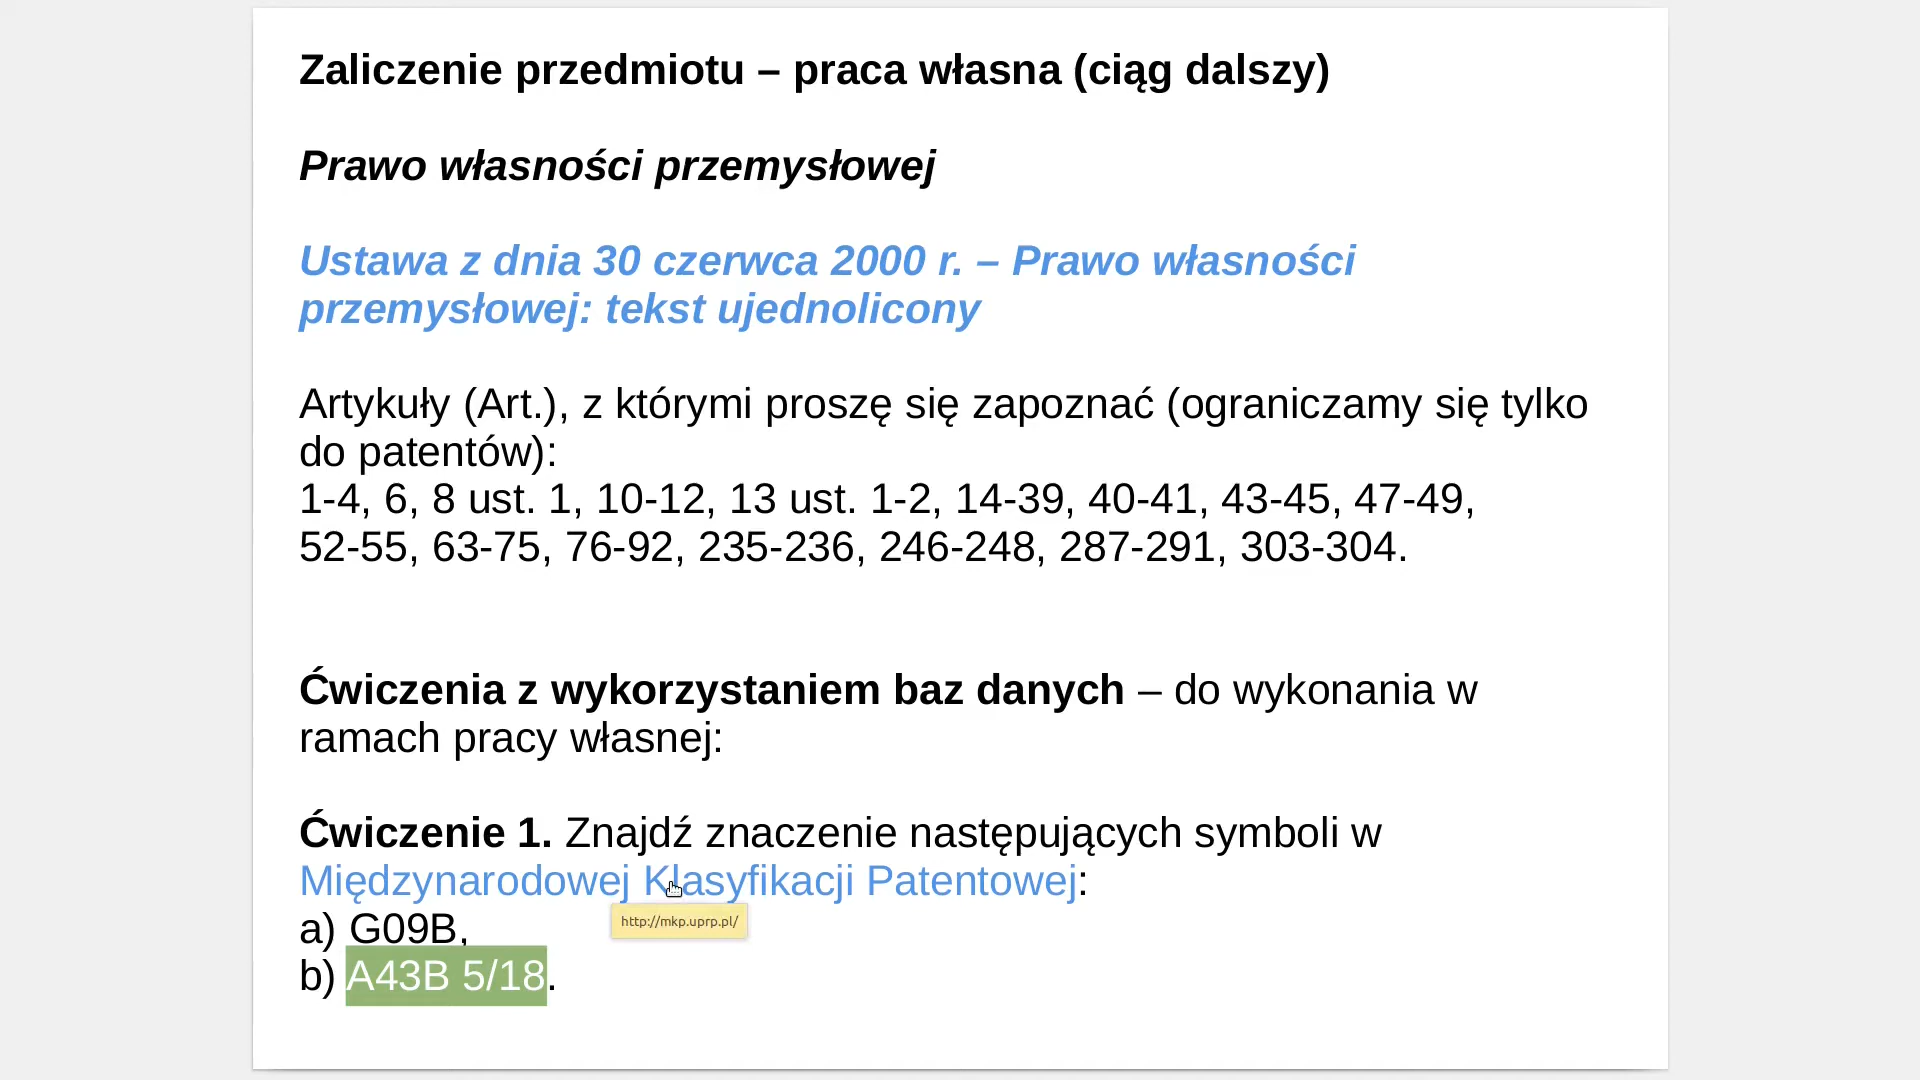 Zaliczenie przedmiotu – praca własna (ciąg dalszy)
Prawo własności przemysłowej
Ustawa z dnia 30 czerwca 2000 r. – Prawo własności
przemysłowej: tekst ujednolicony
Artykuły (Art.), z którymi proszę się zapoznać (ograniczamy się tylko
do patentów):
1-4, 6, 8 ust. 1, 10-12, 13 ust. 1-2, 14-39, 40-41, 43-45, 47-49,
52-55, 63-75, 76-92, 235-236, 246-248, 287-291, 303-304.
Ćwiczenia z wykorzystaniem baz danych – do wykonania w
ramach pracy własnej:
Ćwiczenie 1. Znajdź znaczenie następujących symboli w
Międzynarodowej Klasyfikacji Patentowej:
a) G09B,
http://mkp.uprp.pl/
b) A43B 5/18.